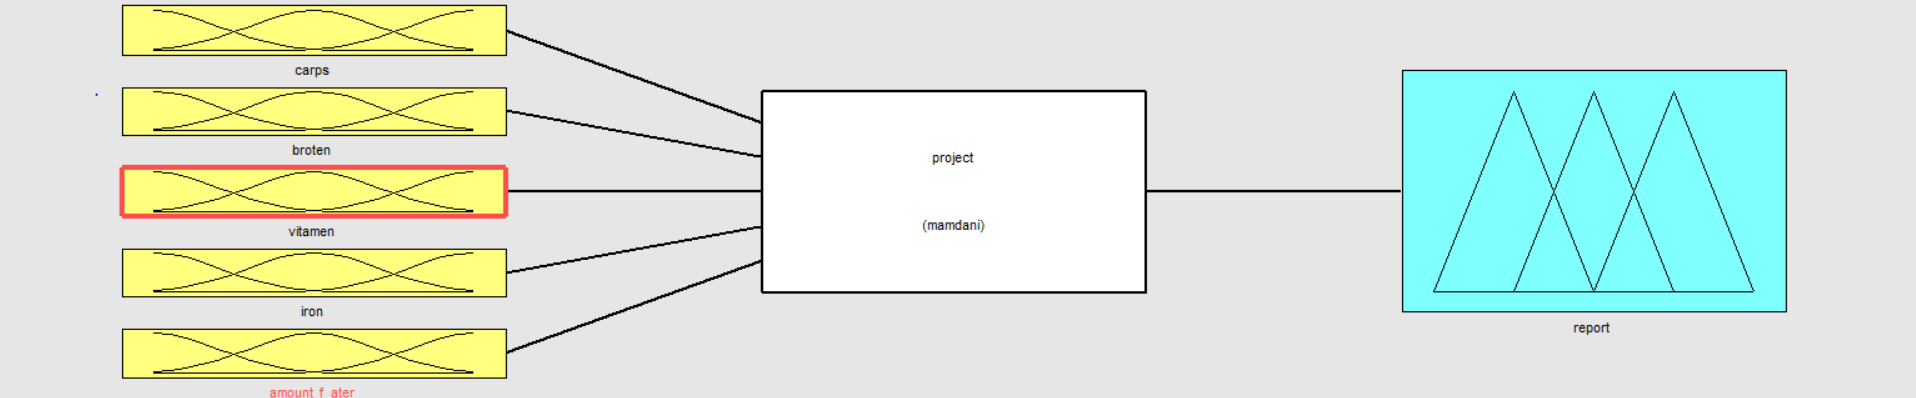 carps
broten
vitamen
iron
amount f ater
project
(mamdani)
report